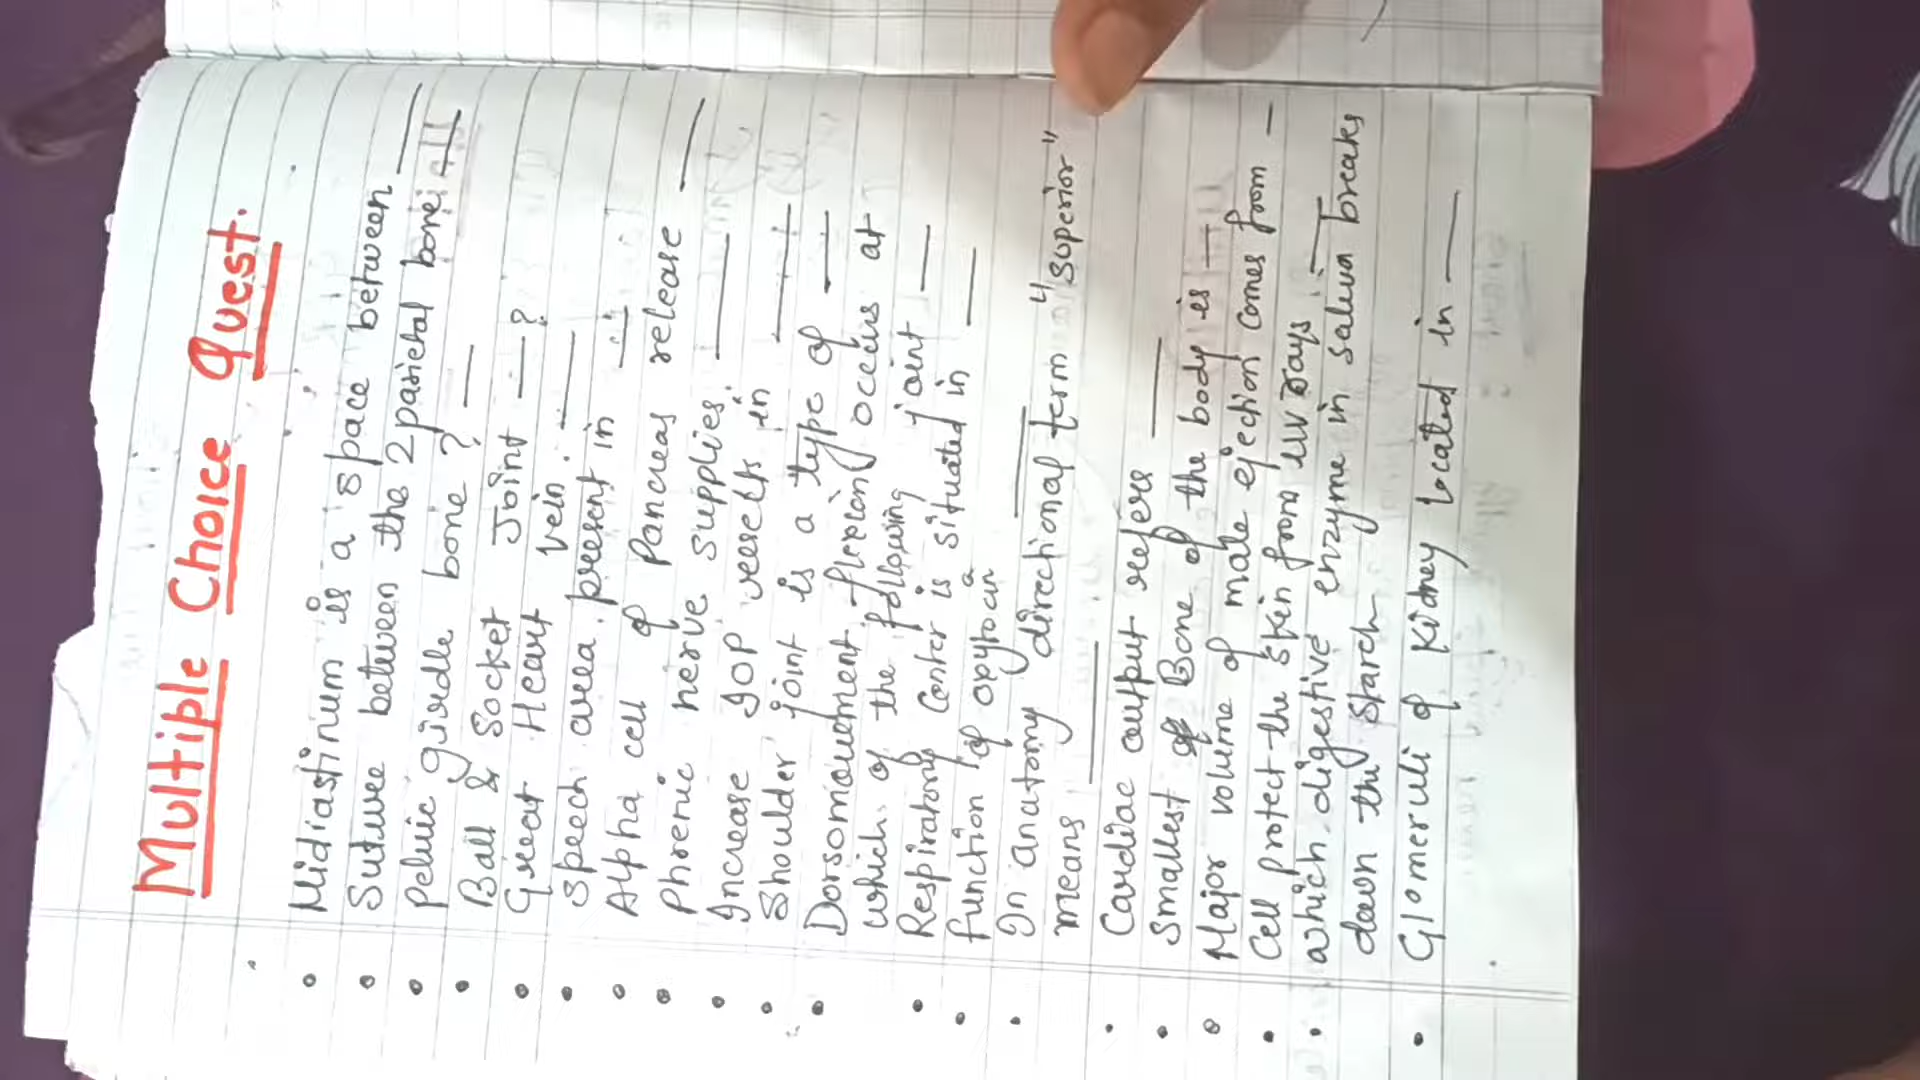 Multiple Choice Quest.
• Midiastinum is a space between
• Suture between the 2 parietal bone
• Pelvic girdle bone? —
• Ball & Socket Joint —?
• Great Heart vein. —
• Speech area present in —
• Alpha cell of Pancreas release —
• Phrenic nerve supplies. —
• Increase IOP reselts in —
• Shoulder joint is a type of —
• Dorsomovement flexion occurs at
which of the following joint —
• Respiratory Center is situated in —
• function of opytocin —
• In anatomy directional term "superior"
means —
• Cardiac output refers —
• Smallest of Bone of the body is —
• Major volume of male ejection comes from —
• Cell protect the skin from UV rays —
• which digestive enzyme in saliva breaks
down the starch
• Glomeruli of Kidney located in —